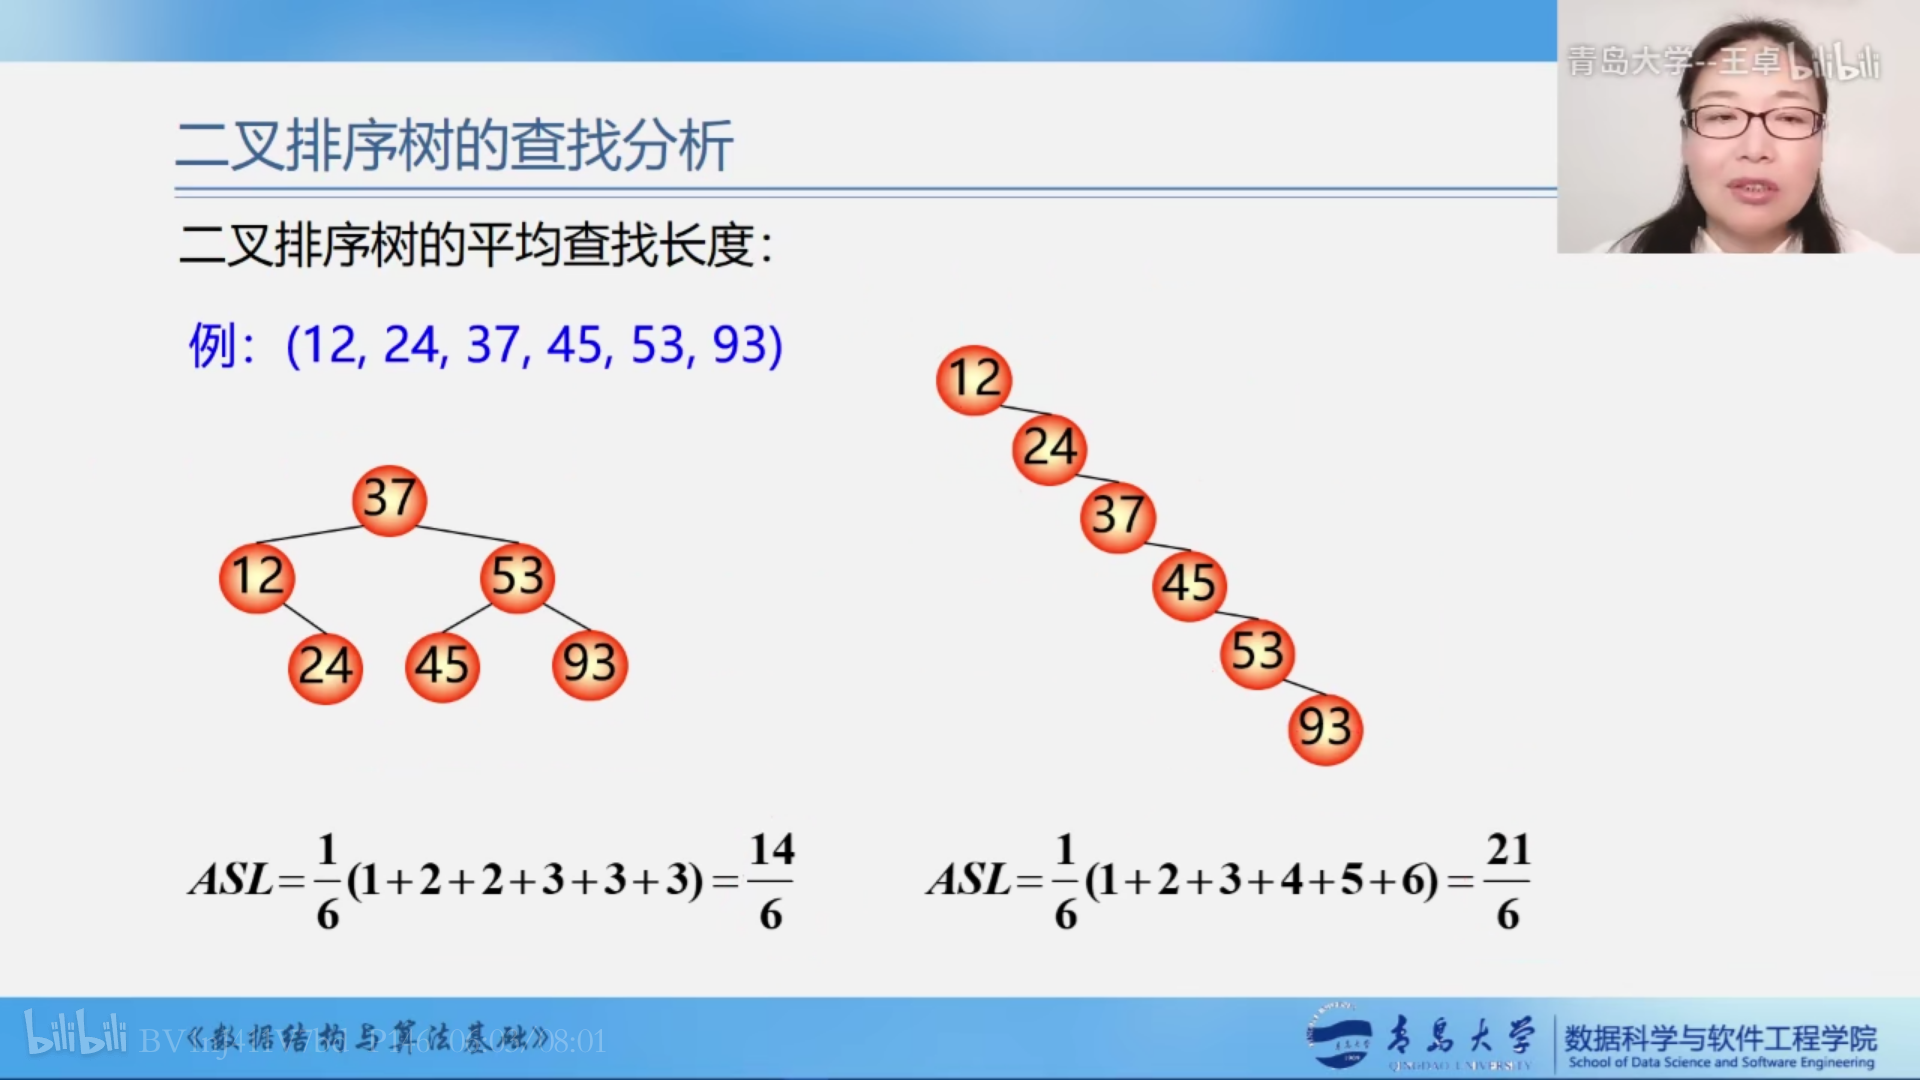 青岛大学--王卓 bilibili
二叉排序树的查找分析
二叉排序树的平均查找长度：
例：(12, 24, 37, 45, 53, 93)
37
12 53
24 45 93
12
24
37
45
53
93
ASL=1/6(1+2+2+3+3+3)=14/6
ASL=1/6(1+2+3+4+5+6)=21/6
bilibili
《数据结构与算法基础》
青岛大学
QINGDAO UNIVERSITY
数据科学与软件工程学院
School of Data Science and Software Engineering